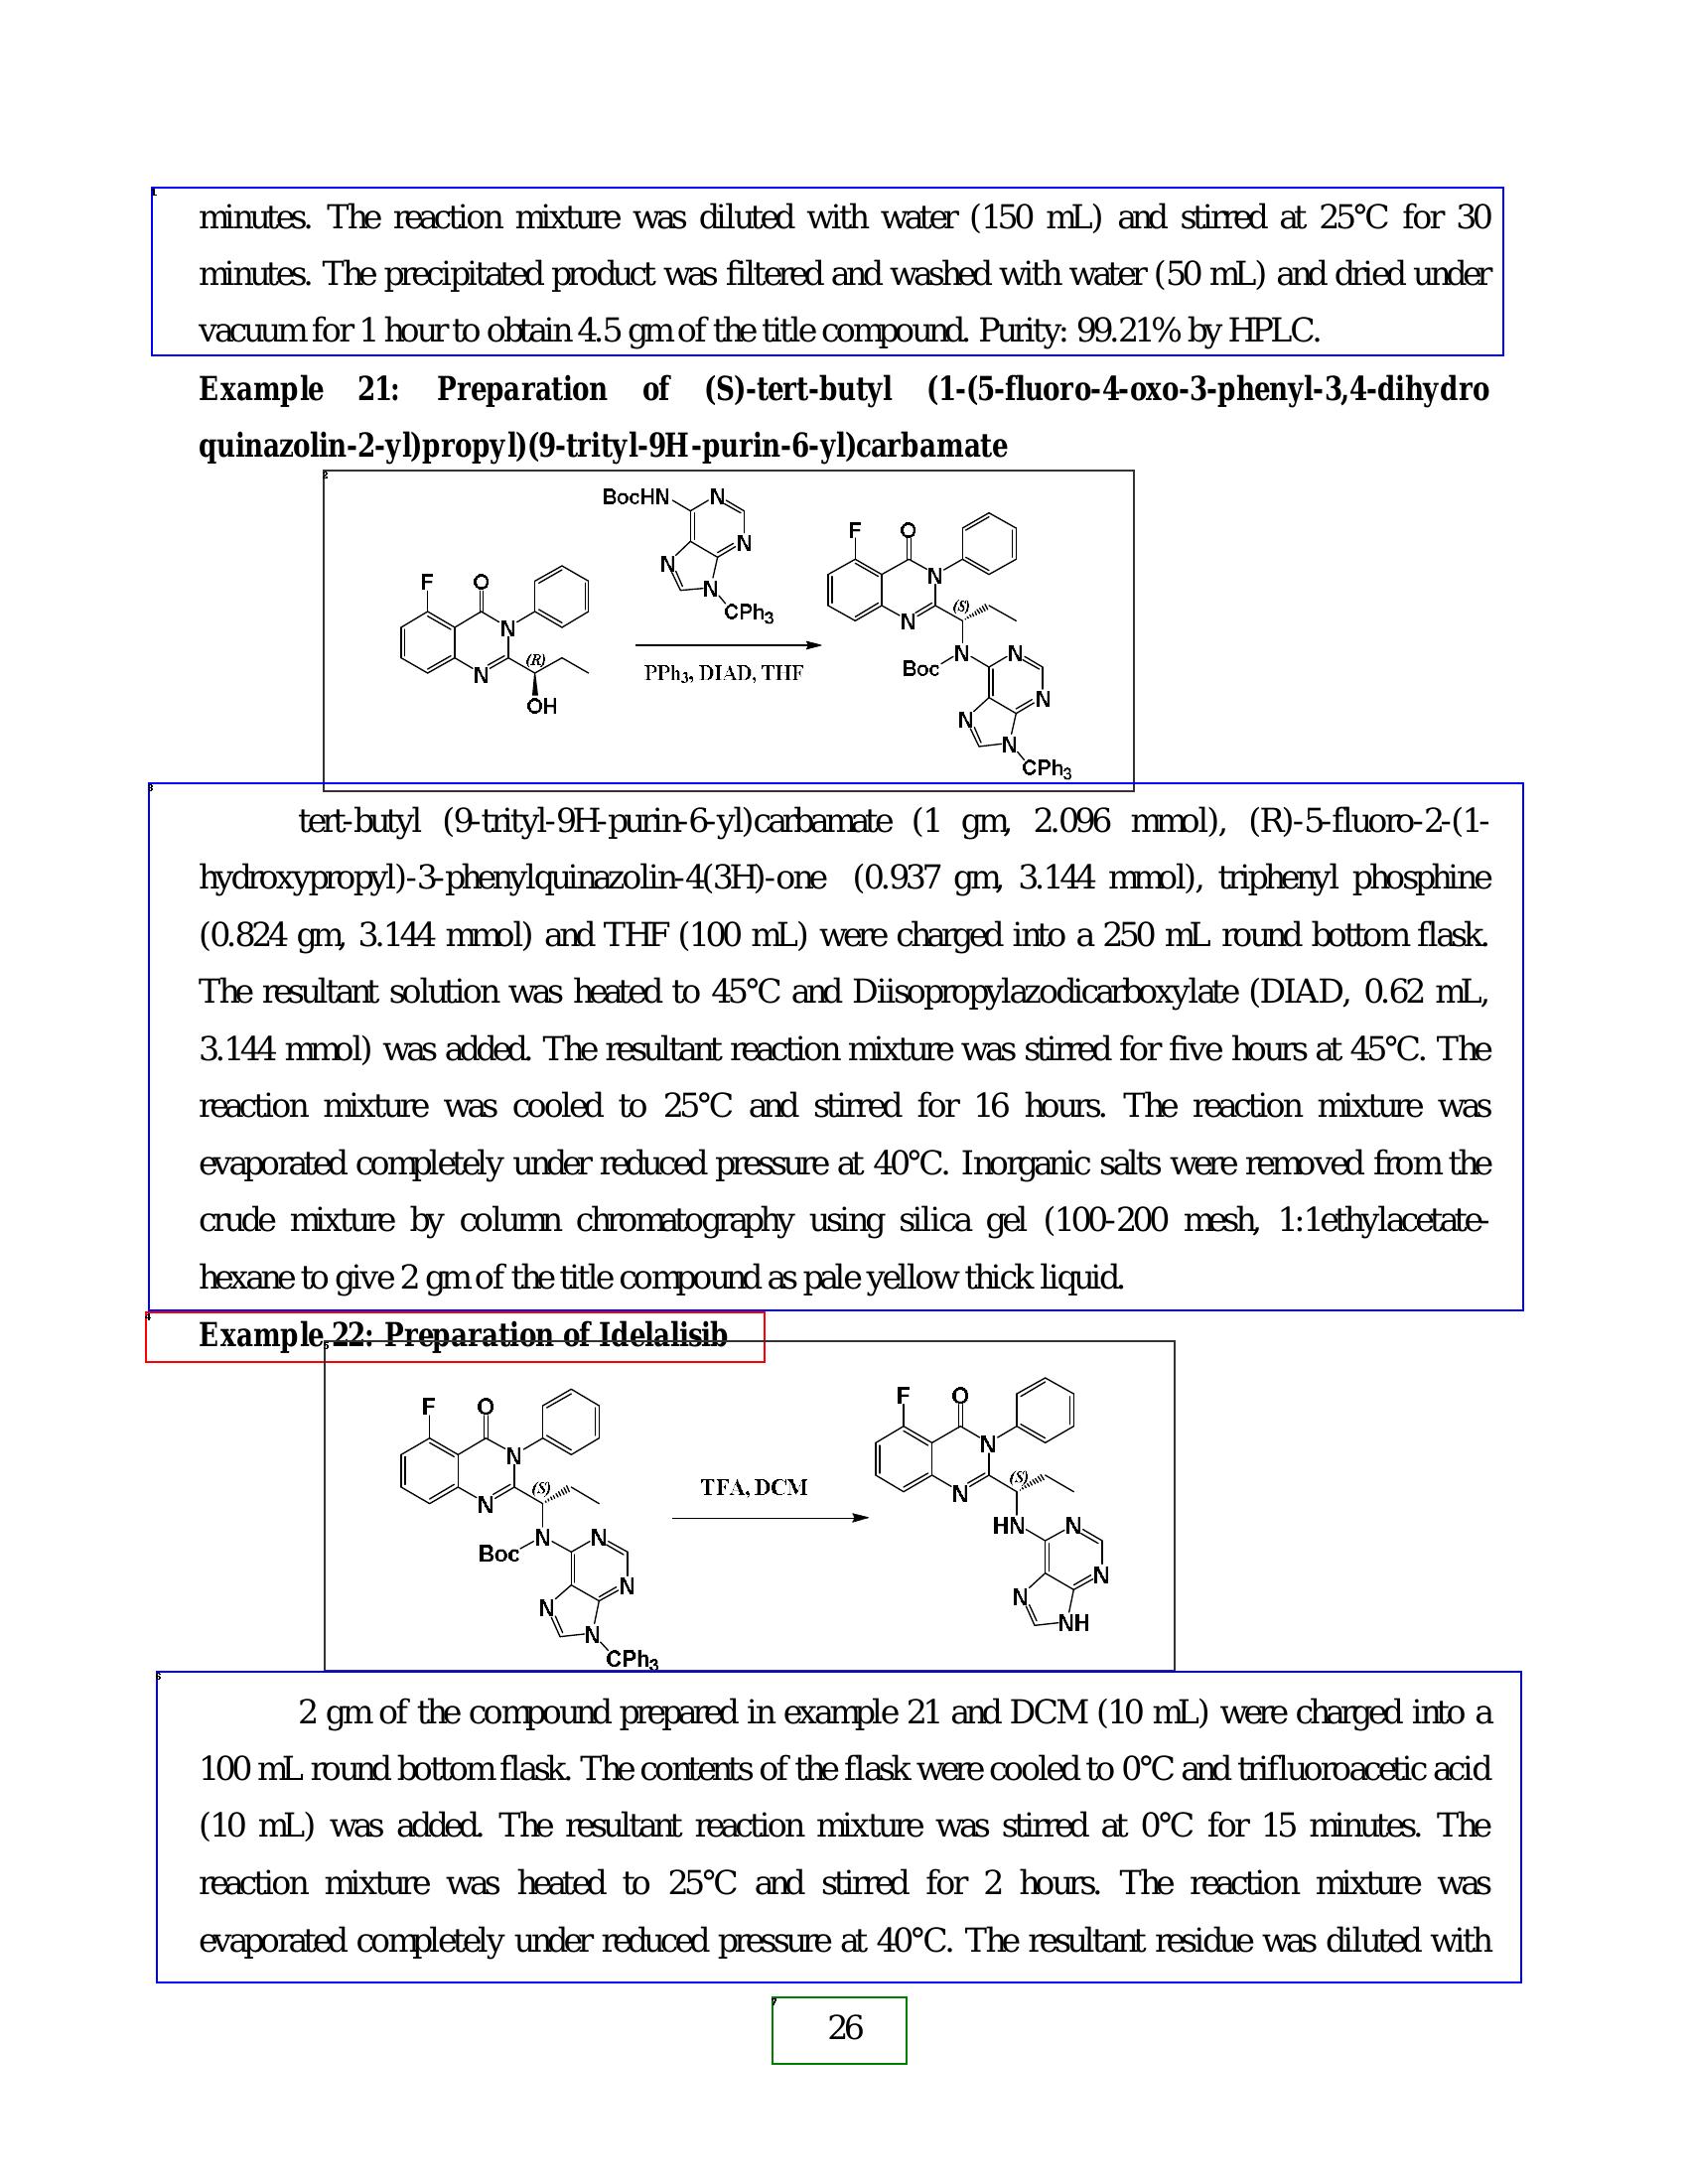 minutes. The reaction mixture was diluted with water (150 mL) and stirred at 25°C for 30
minutes. The precipitated product was filtered and washed with water (50 mL) and dried under
vacuum for 1 hour to obtain 4.5 gm of the title compound. Purity: 99.21% by HPLC.
Example 21: Preparation of (S)-tert-butyl (1-(5-fluoro-4-oxo-3-phenyl-3,4-dihydro
quinazolin-2-yl)propyl)(9-trityl-9H-purin-6-yl)carbamate
BocHN N
N
N
N
CPh3
F O
N
N
(R)
OH
PPh3, DIAD, THF
F O
N
N
(S)
Boc N N
N
N
N
CPh3
tert-butyl (9-trityl-9H-purin-6-yl)carbamate (1 gm, 2.096 mmol), (R)-5-fluoro-2-(1-
hydroxypropyl)-3-phenylquinazolin-4(3H)-one (0.937 gm, 3.144 mmol), triphenyl phosphine
(0.824 gm, 3.144 mmol) and THF (100 mL) were charged into a 250 mL round bottom flask.
The resultant solution was heated to 45°C and Diisopropylazodicarboxylate (DIAD, 0.62 mL,
3.144 mmol) was added. The resultant reaction mixture was stirred for five hours at 45°C. The
reaction mixture was cooled to 25°C and stirred for 16 hours. The reaction mixture was
evaporated completely under reduced pressure at 40°C. Inorganic salts were removed from the
crude mixture by column chromatography using silica gel (100-200 mesh, 1:1ethylacetate-
hexane to give 2 gm of the title compound as pale yellow thick liquid.
Example 22: Preparation of Idelalisib
F O
N
N
(S)
Boc N N
N
N
N
CPh3
TFA, DCM
F O
N
N
(S)
HN N
N
N
NH
2 gm of the compound prepared in example 21 and DCM (10 mL) were charged into a
100 mL round bottom flask. The contents of the flask were cooled to 0°C and trifluoroacetic acid
(10 mL) was added. The resultant reaction mixture was stirred at 0°C for 15 minutes. The
reaction mixture was heated to 25°C and stirred for 2 hours. The reaction mixture was
evaporated completely under reduced pressure at 40°C. The resultant residue was diluted with
26